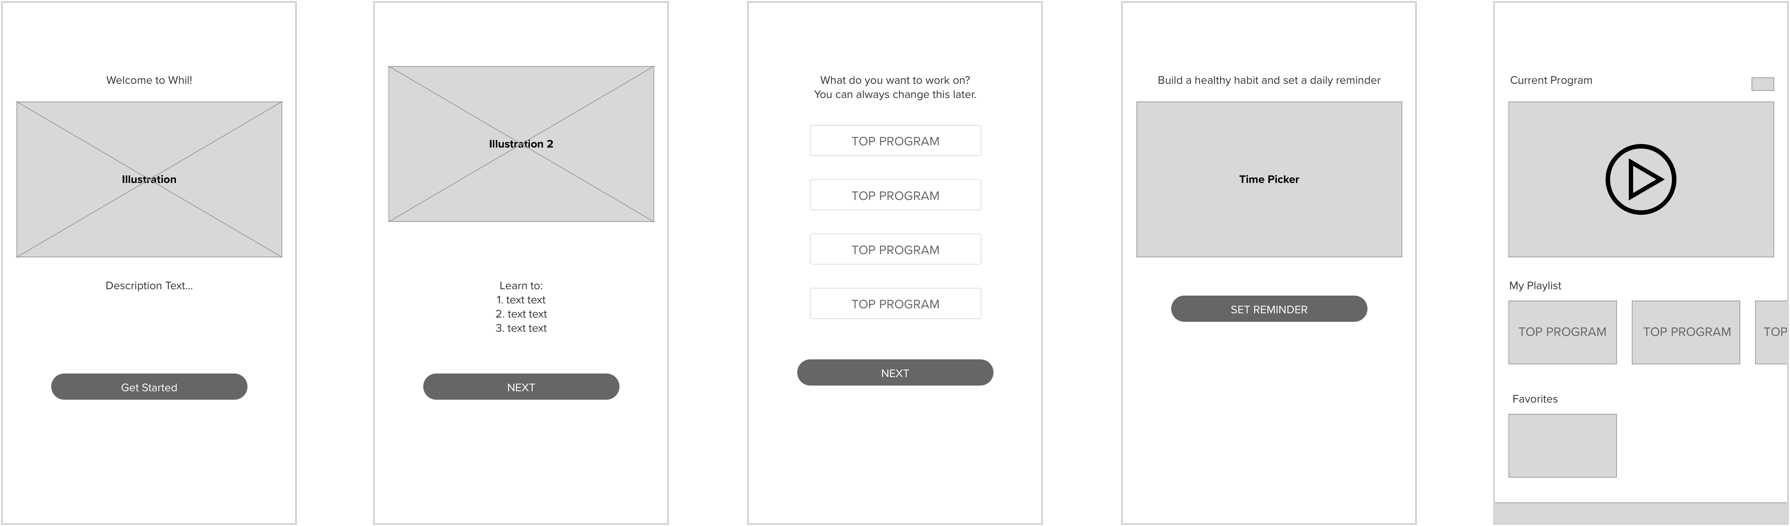 Welcome to Whil!
Illustration
Description Text...
Get Started
Illustration 2
Learn to:
1. text text
2. text text
3. text text
NEXT
What do you want to work on?
You can always change this later.
TOP PROGRAM
TOP PROGRAM
TOP PROGRAM
TOP PROGRAM
NEXT
Build a healthy habit and set a daily reminder
Time Picker
SET REMINDER
Current Program
My Playlist
TOP PROGRAM
TOP PROGRAM
TOP
Favorites